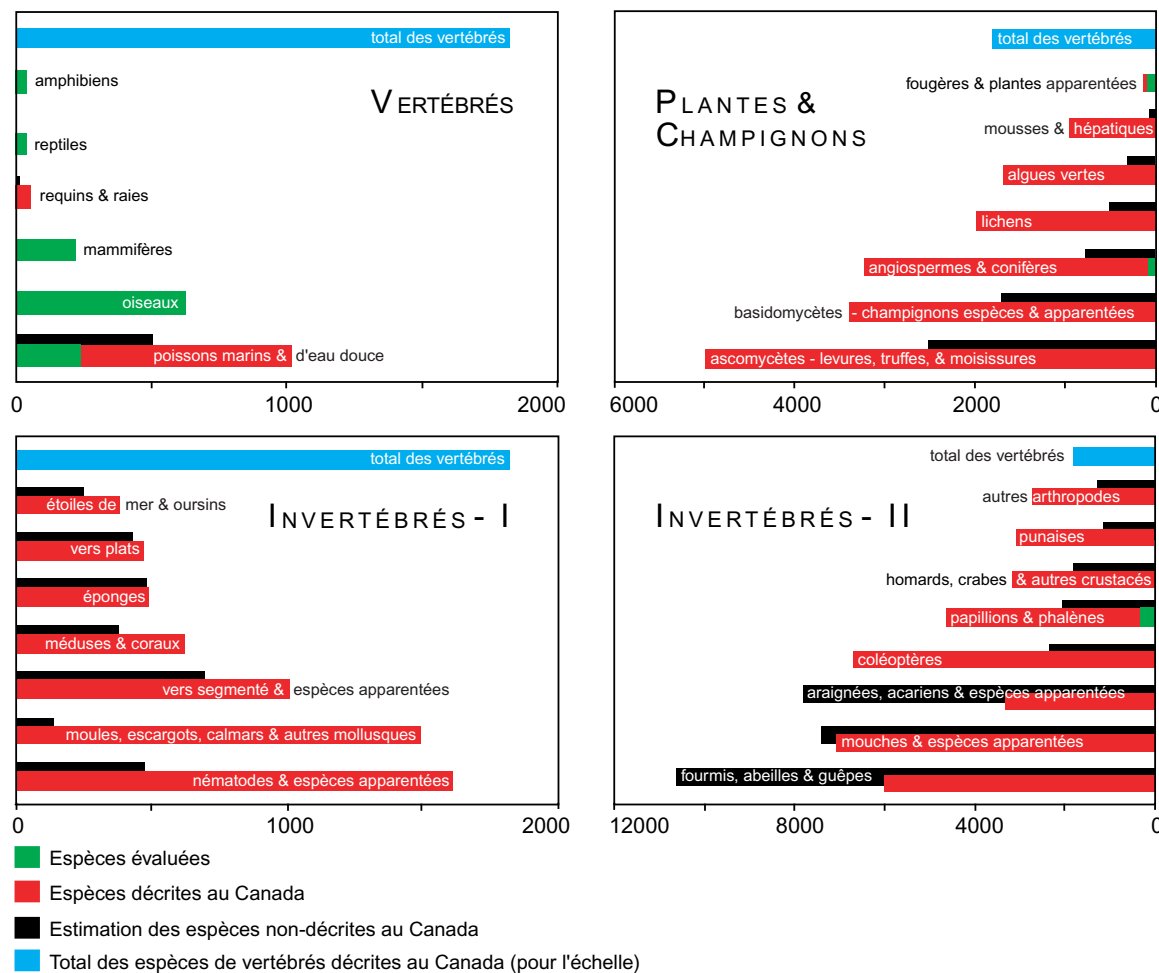 total des vertébrés
amphibiens
VERTÉBRÉS
reptiles
requins & raies
mammifères
oiseaux
poissons marins & d'eau douce
0 1000 2000
total des vertébrés
fougères & plantes apparentées
PLANTES &
CHAMPIGNONS
mousses & hépatiques
algues vertes
lichens
angiospermes & conifères
basidomycètes - champignons espèces & apparentées
ascomycètes - levures, truffes, & moisissures
6000 4000 2000 0
total des vertébrés
étoiles de mer & oursins
INVERTÉBRÉS - I
vers plats
éponges
méduses & coraux
vers segmenté & espèces apparentées
moules, escargots, calmars & autres mollusques
nématodes & espèces apparentées
0 1000 2000
total des vertébrés
autres arthropodes
INVERTÉBRÉS - II
punaises
homards, crabes & autres crustacés
papillions & phalènes
coléoptères
araignées, acariens & espèces apparentées
mouches & espèces apparentées
fourmis, abeilles & guêpes
12000 8000 4000 0
Espèces évaluées
Espèces décrites au Canada
Estimation des espèces non-décrites au Canada
Total des espèces de vertébrés décrites au Canada (pour l'échelle)